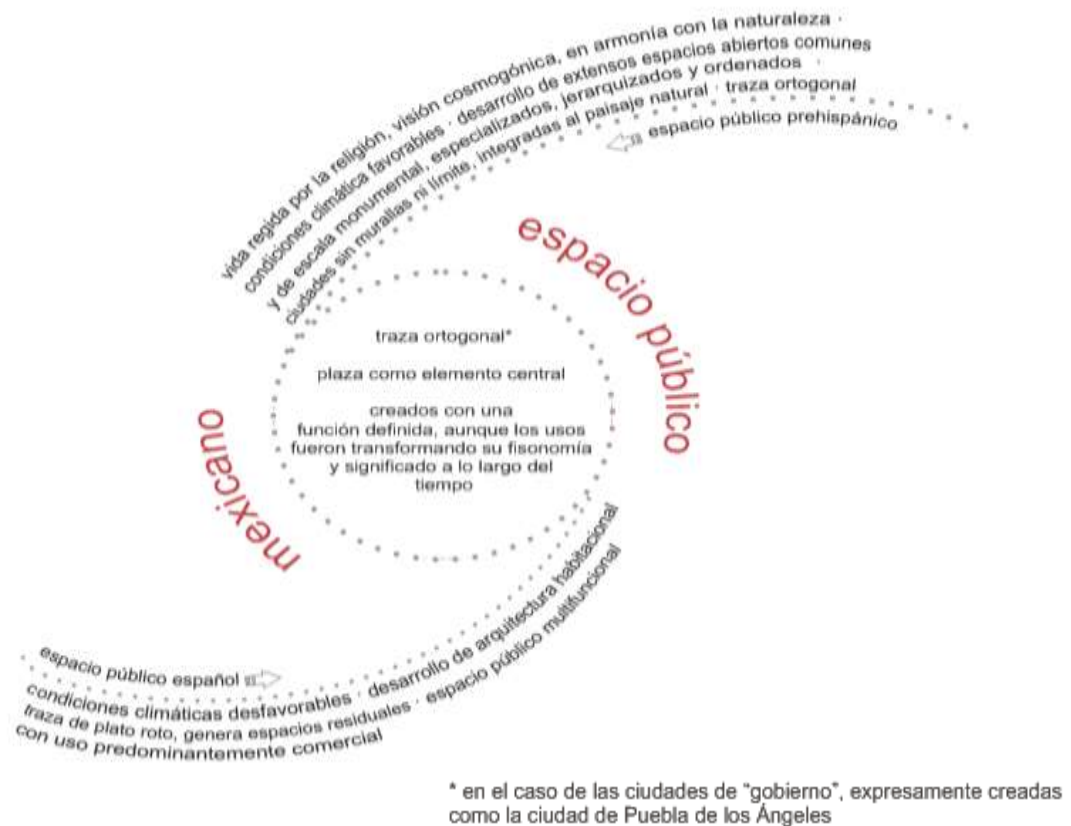 vida regida por la religión, visión cosmogónica, en armonía con la naturaleza ·
condiciones climática favorables · desarrollo de extensos espacios abiertos comunes
y de escala monumental, especializados, jerarquizados y ordenados ·
ciudades sin murallas ni límite, integradas al paisaje natural · traza ortogonal
espacio público prehispánico
espacio público
traza ortogonal*
plaza como elemento central
creados con una
función definida, aunque los usos
fueron transformando su fisonomía
y significado a lo largo del
tiempo
mexicano
espacio público español
condiciones climáticas desfavorables · desarrollo de arquitectura habitacional
traza de plato roto, genera espacios residuales · espacio público multifuncional
con uso predominantemente comercial
* en el caso de las ciudades de "gobierno", expresamente creadas
como la ciudad de Puebla de los Ángeles